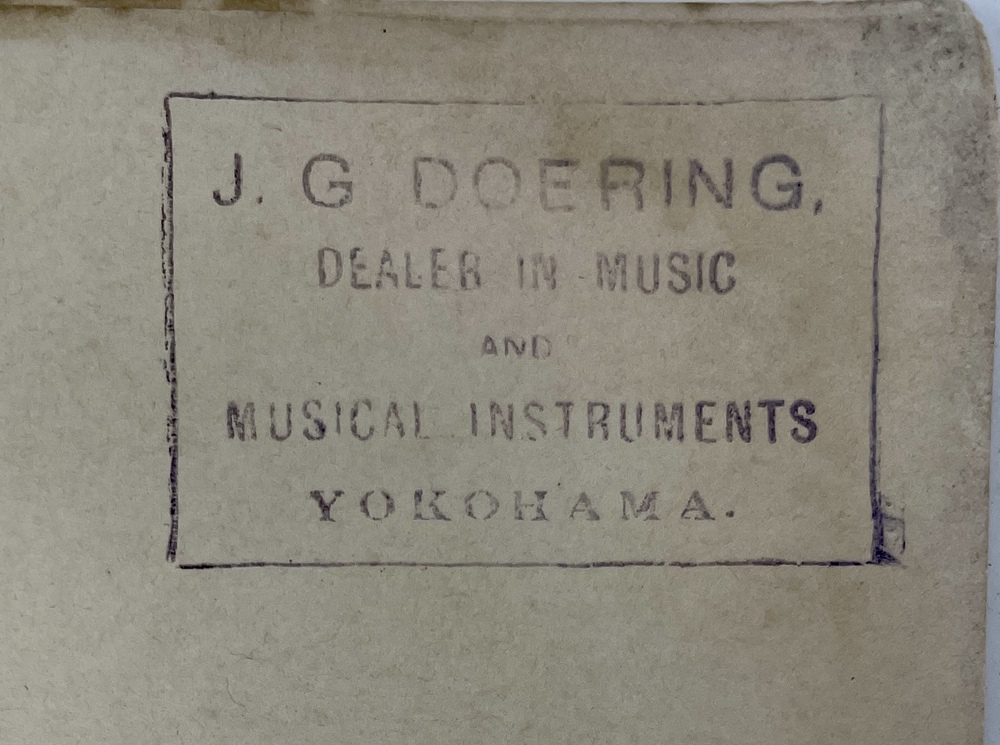 J. G DOERING,
DEALER IN MUSIC
AND
MUSICAL INSTRUMENTS
YOKOHAMA.